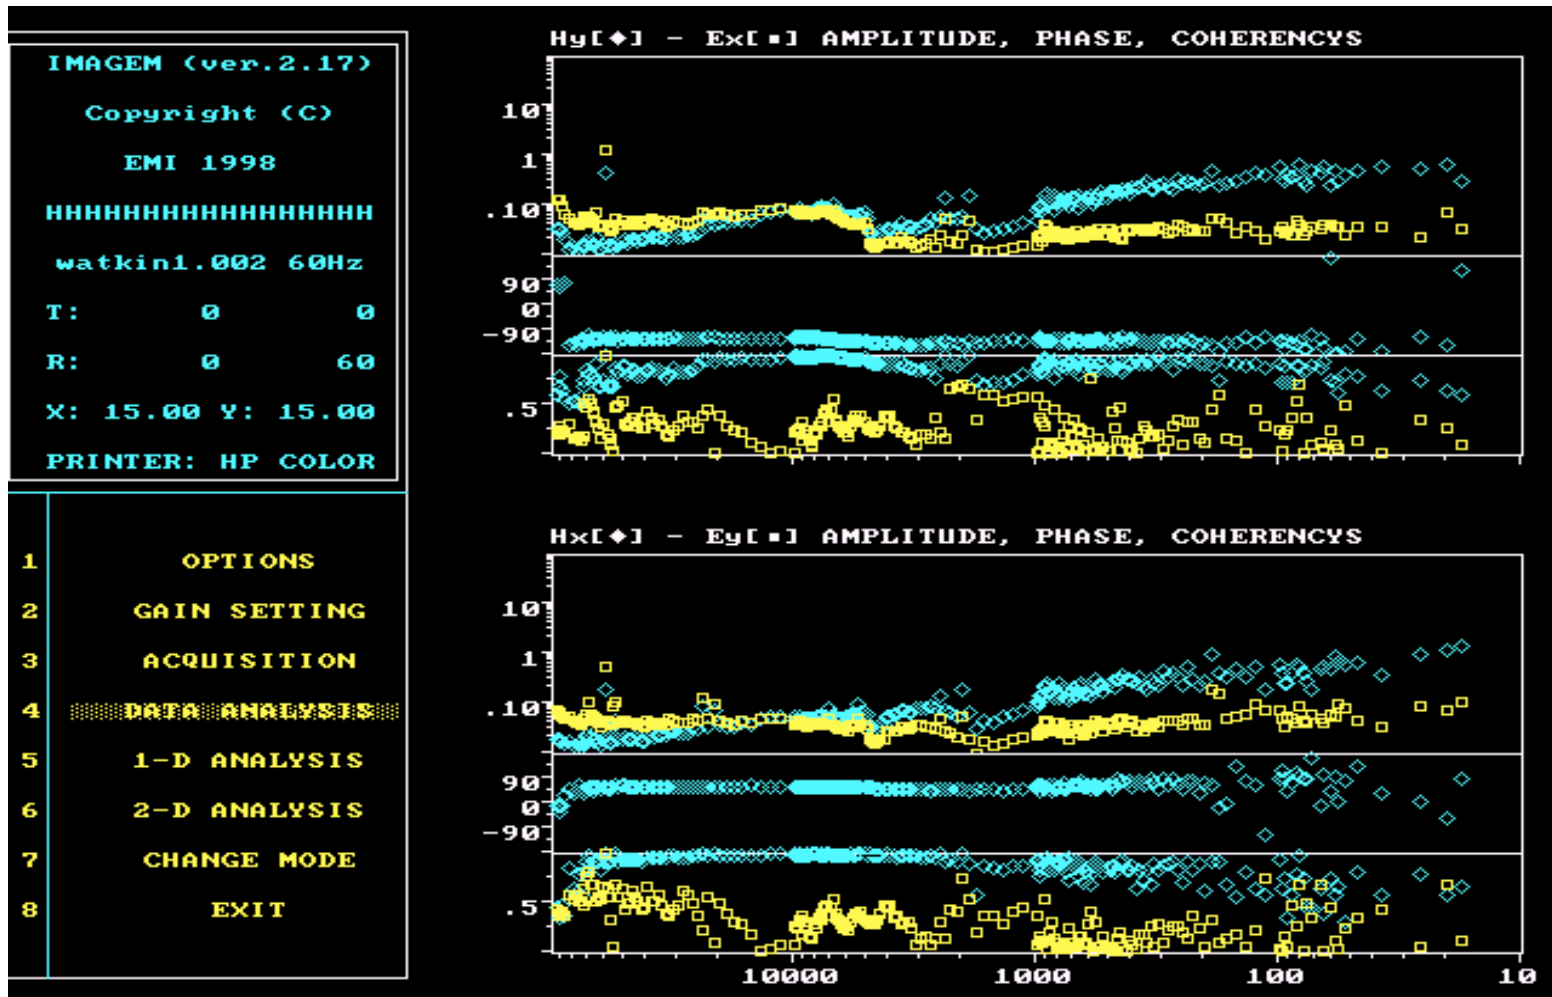 IMAGEM (ver.2.17)
Copyright (C)
EMI 1998
HHHHHHHHHHHHHHHHH
watkin1.002 60Hz
T: 0 0
R: 0 60
X: 15.00 Y: 15.00
PRINTER: HP COLOR
1 OPTIONS
2 GAIN SETTING
3 ACQUISITION
4 DATA ANALYSIS
5 1-D ANALYSIS
6 2-D ANALYSIS
7 CHANGE MODE
8 EXIT
Hy[◆] - Ex[▪] AMPLITUDE, PHASE, COHERENCYS
10
1
.10
90
0
-90
.5
Hx[◆] - Ey[▪] AMPLITUDE, PHASE, COHERENCYS
10
1
.10
90
0
-90
.5
10000 1000 100 10